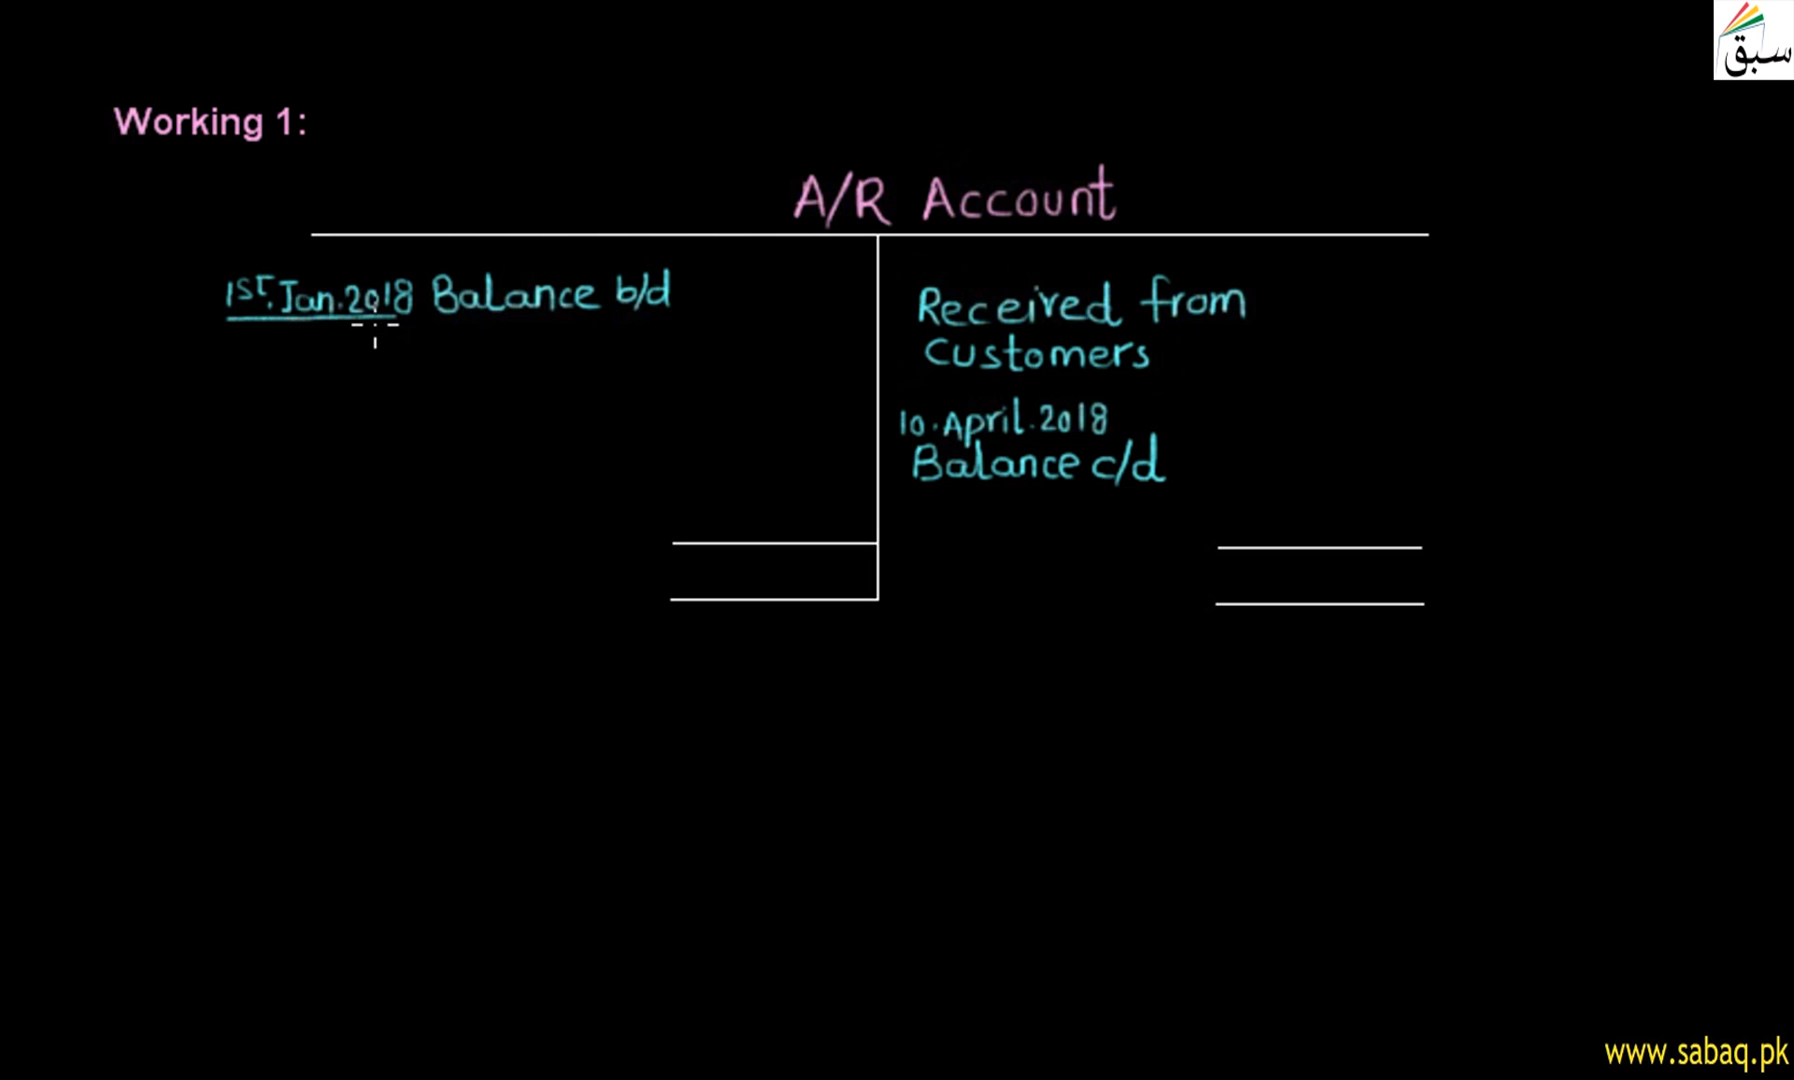 سبق
Working 1:
A/R Account
1ST. Jan. 2018 Balance b/d
Received from
Customers
10. April. 2018
Balance c/d
www.sabaq.pk